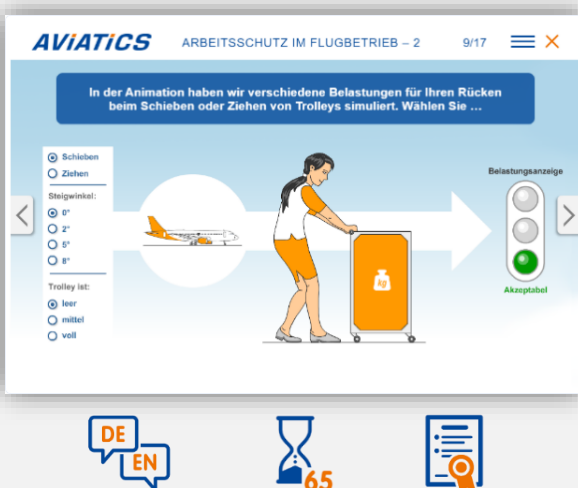 AViATiCS
ARBEITSSCHUTZ IM FLUGBETRIEB – 2
9/17
In der Animation haben wir verschiedene Belastungen für Ihren Rücken
beim Schieben oder Ziehen von Trolleys simuliert. Wählen Sie ...
Schieben
Ziehen
Steigwinkel:
0°
2°
5°
8°
Trolley ist:
leer
mittel
voll
kg
Belastungsanzeige
Akzeptabel
DE
EN
65